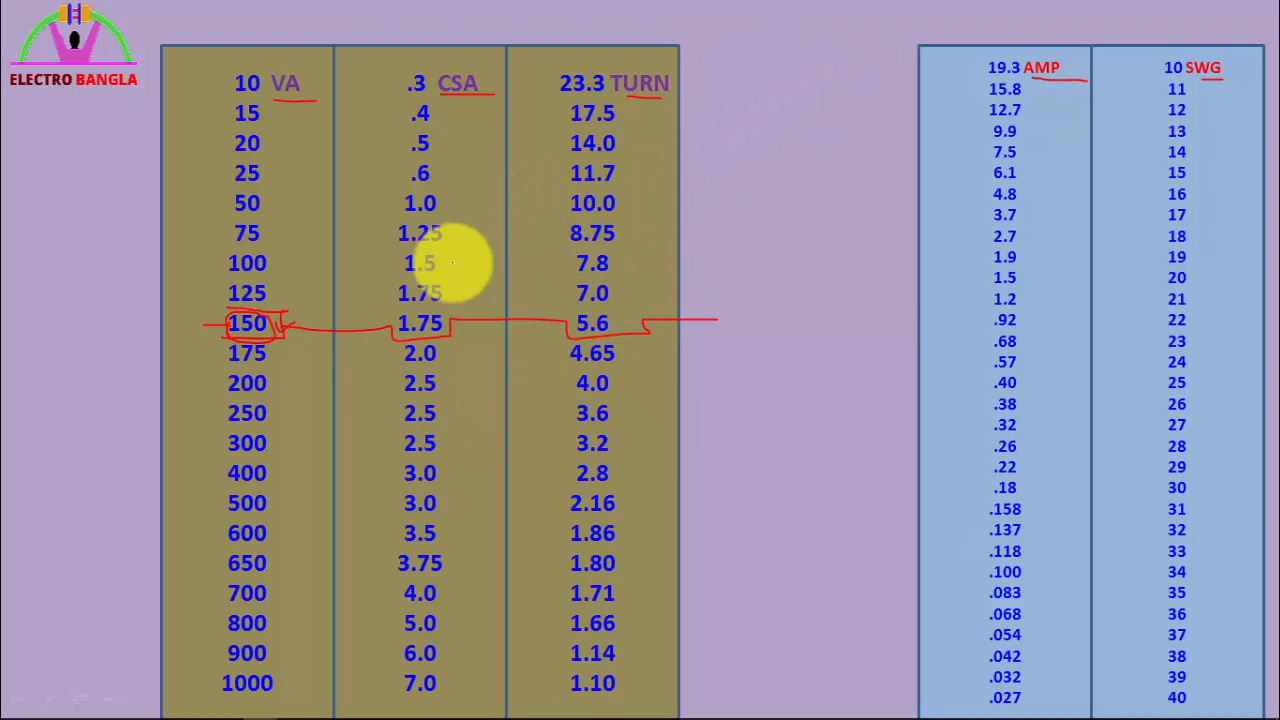 ELECTRO BANGLA
10 VA .3 CSA 23.3 TURN
15 .4 17.5
20 .5 14.0
25 .6 11.7
50 1.0 10.0
75 1.25 8.75
100 1.5 7.8
125 1.75 7.0
150 1.75 5.6
175 2.0 4.65
200 2.5 4.0
250 2.5 3.6
300 2.5 3.2
400 3.0 2.8
500 3.0 2.16
600 3.5 1.86
650 3.75 1.80
700 4.0 1.71
800 5.0 1.66
900 6.0 1.14
1000 7.0 1.10
19.3 AMP 10 SWG
15.8 11
12.7 12
9.9 13
7.5 14
6.1 15
4.8 16
3.7 17
2.7 18
1.9 19
1.5 20
1.2 21
.92 22
.68 23
.57 24
.40 25
.38 26
.32 27
.26 28
.22 29
.18 30
.158 31
.137 32
.118 33
.100 34
.083 35
.068 36
.054 37
.042 38
.032 39
.027 40